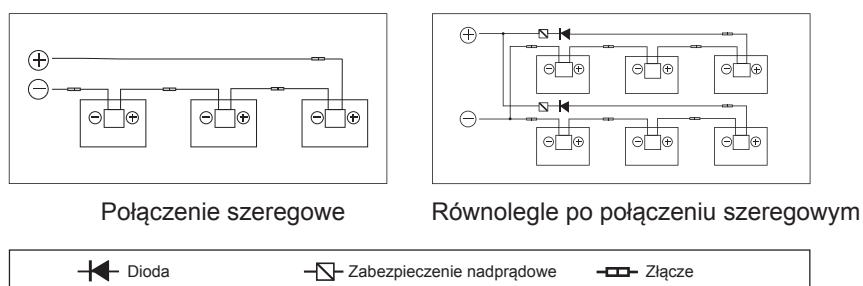 Połączenie szeregowe
Równolegle po połączeniu szeregowym
Dioda
Zabezpieczenie nadprądowe
Złącze